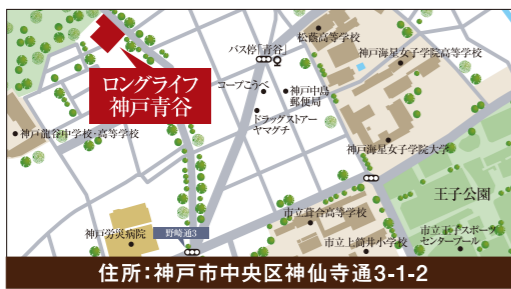 松蔭高等学校
バス停「青谷」
神戸海星女子学院高等学校
ロングライフ
神戸青谷
コープこうべ
神戸中島
郵便局
ドラッグストアー
ヤマグチ
神戸龍谷中学校・高等学校
神戸海星女子学院大学
王子公園
市立葺合高等学校
神戸労災病院
野崎通3
市立上筒井小学校
市立王子スポーツ
センタープール
住所：神戸市中央区神仙寺通3-1-2